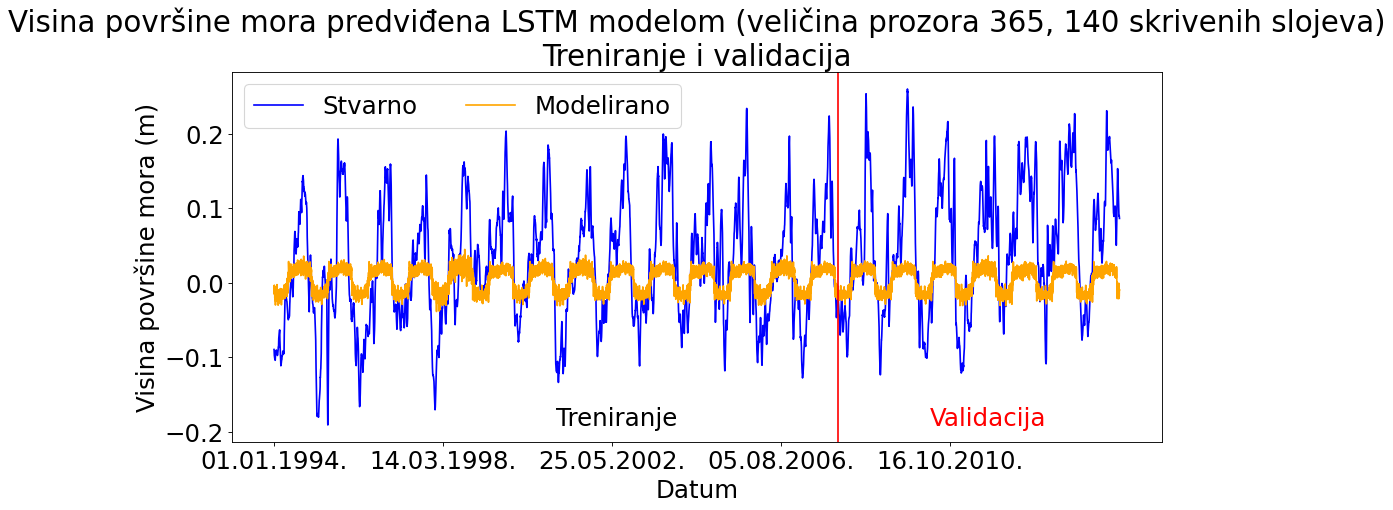 Visina površine mora predviđena LSTM modelom (veličina prozora 365, 140 skrivenih slojeva)
Treniranje i validacija
Stvarno Modelirano
Visina površine mora (m)
0.2
0.1
0.0
−0.1
−0.2
Treniranje Validacija
01.01.1994. 14.03.1998. 25.05.2002. 05.08.2006. 16.10.2010.
Datum